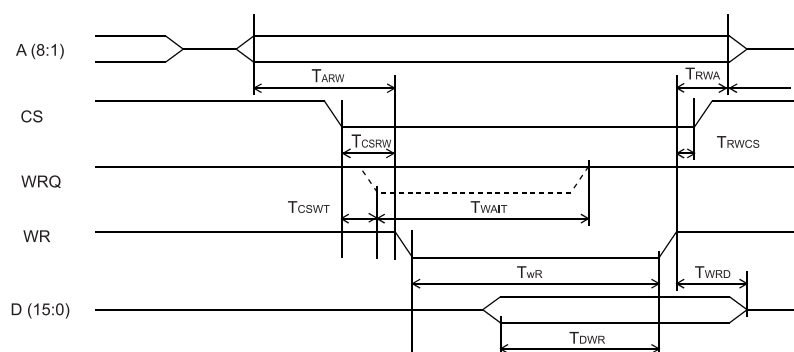 A (8:1)
TARW
TRWA
CS
TCSRW
TRWCS
WRQ
TCSWT
TWAIT
WR
TwR
TWRD
D (15:0)
TDWR